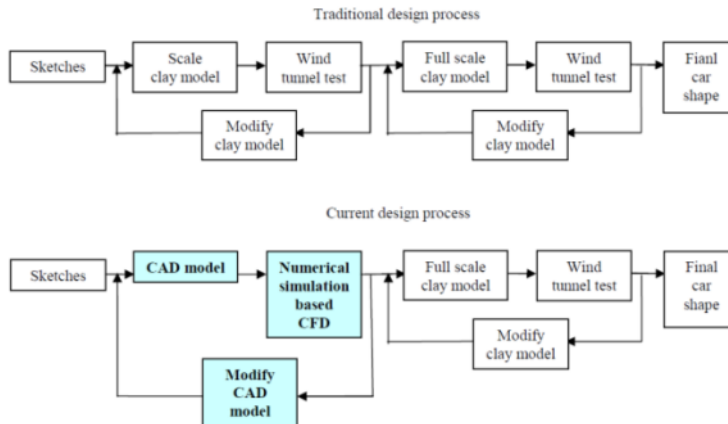 Traditional design process
Sketches
Scale
clay model
Wind
tunnel test
Full scale
clay model
Wind
tunnel test
Fianl
car
shape
Modify
clay model
Modify
clay model
Current design process
Sketches
CAD model
Numerical
simulation
based
CFD
Full scale
clay model
Wind
tunnel test
Final
car
shape
Modify
clay model
Modify
CAD
model